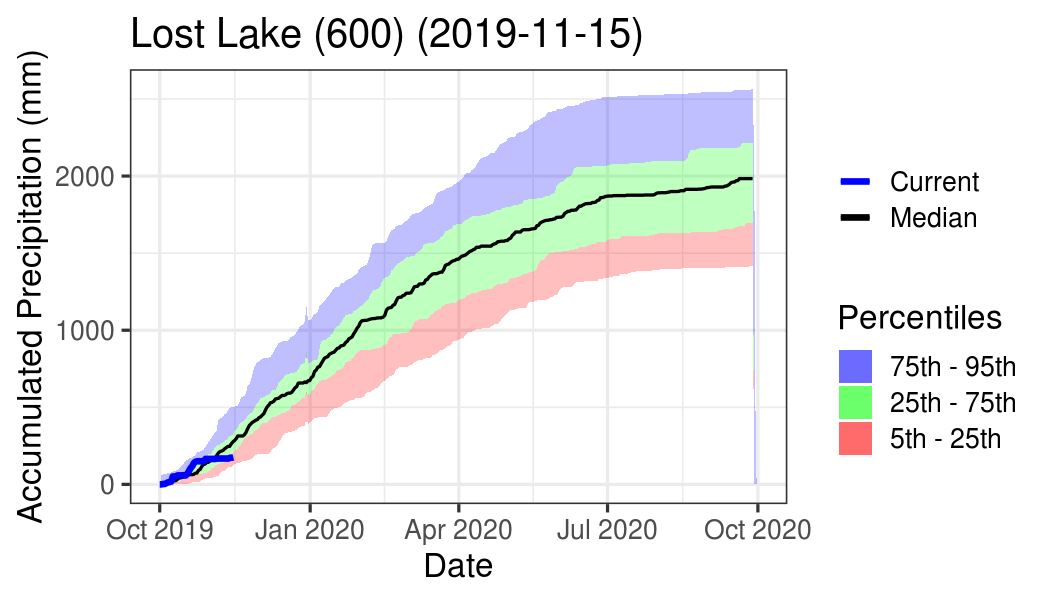 Lost Lake (600) (2019-11-15)
Accumulated Precipitation (mm)
2000
1000
0
Oct 2019
Jan 2020
Apr 2020
Jul 2020
Oct 2020
Date
Current
Median
Percentiles
75th - 95th
25th - 75th
5th - 25th